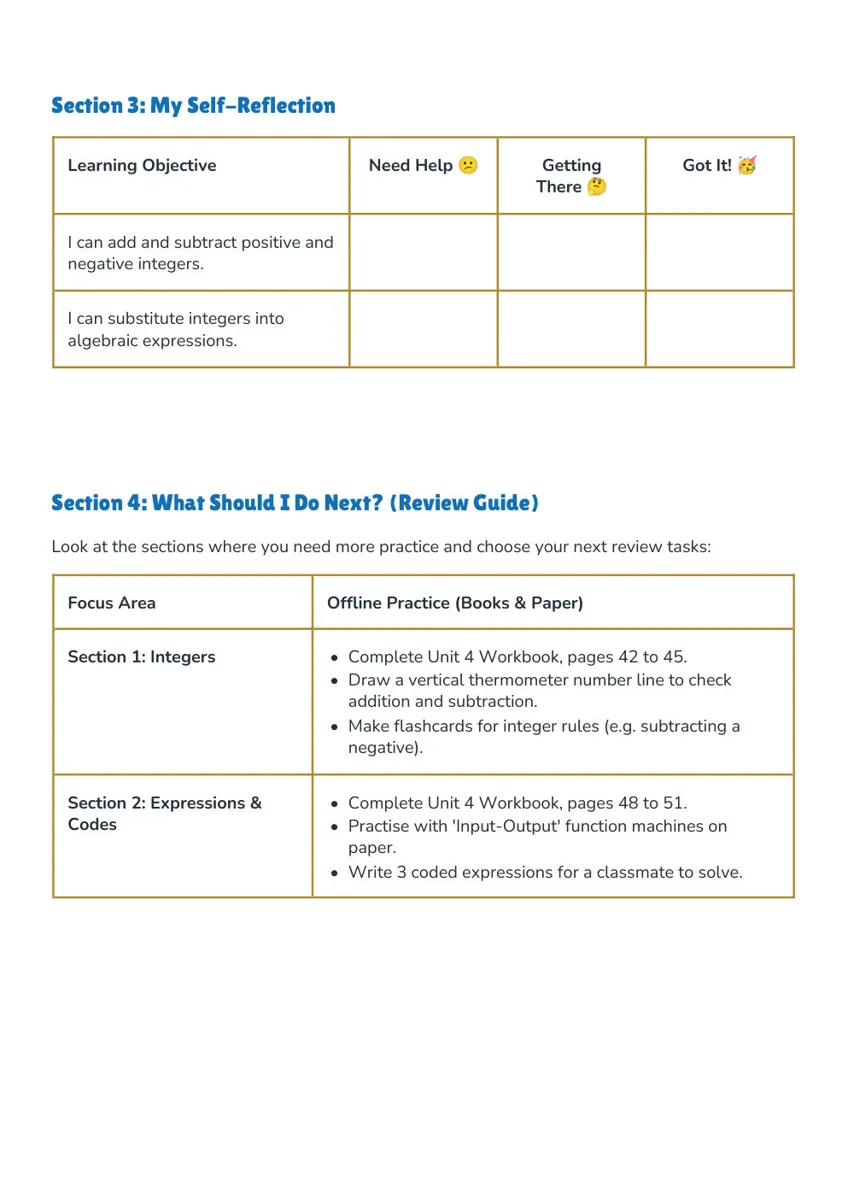 Section 3: My Self-Reflection
Learning Objective
Need Help 😕
Getting
There 🤔
Got It! 🥳
I can add and subtract positive and
negative integers.
I can substitute integers into
algebraic expressions.
Section 4: What Should I Do Next? (Review Guide)
Look at the sections where you need more practice and choose your next review tasks:
Focus Area
Offline Practice (Books & Paper)
Section 1: Integers
• Complete Unit 4 Workbook, pages 42 to 45.
• Draw a vertical thermometer number line to check
addition and subtraction.
• Make flashcards for integer rules (e.g. subtracting a
negative).
Section 2: Expressions &
Codes
• Complete Unit 4 Workbook, pages 48 to 51.
• Practise with 'Input-Output' function machines on
paper.
• Write 3 coded expressions for a classmate to solve.